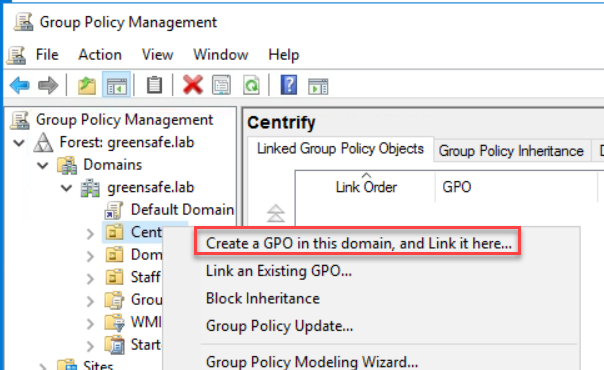 Group Policy Management
File Action View Window Help
Group Policy Management
Forest: greensafe.lab
Domains
greensafe.lab
Default Domain
Cent
Dom
Staff
Grou
WMI
Start
Sites
Centrify
Linked Group Policy Objects Group Policy Inheritance D
Link Order GPO
Create a GPO in this domain, and Link it here...
Link an Existing GPO...
Block Inheritance
Group Policy Update...
Group Policy Modeling Wizard...